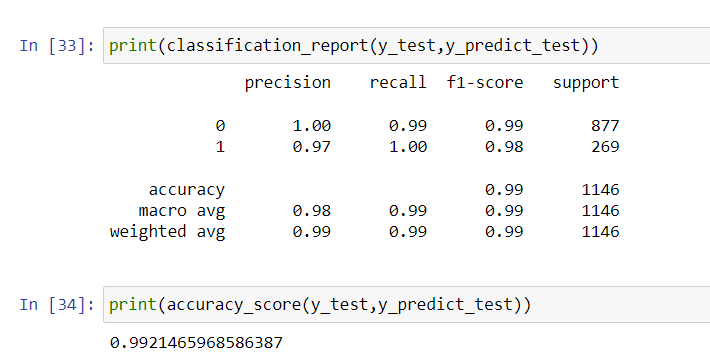 In [33]: print(classification_report(y_test,y_predict_test))
precision recall f1-score support
0 1.00 0.99 0.99 877
1 0.97 1.00 0.98 269
accuracy 0.99 1146
macro avg 0.98 0.99 0.99 1146
weighted avg 0.99 0.99 0.99 1146
In [34]: print(accuracy_score(y_test,y_predict_test))
0.9921465968586387